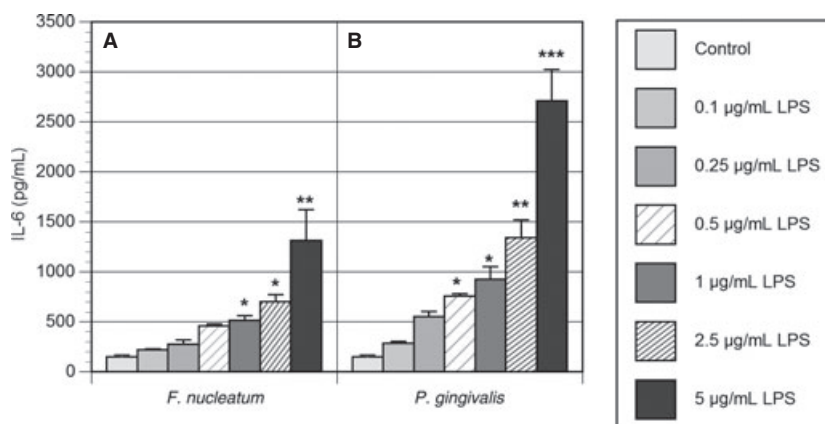 3500
3000
2500
2000
1500
1000
500
0
IL-6 (pg/mL)
A
B
*
*
**
*
*
**
***
F. nucleatum
P. gingivalis
Control
0.1 µg/mL LPS
0.25 µg/mL LPS
0.5 µg/mL LPS
1 µg/mL LPS
2.5 µg/mL LPS
5 µg/mL LPS